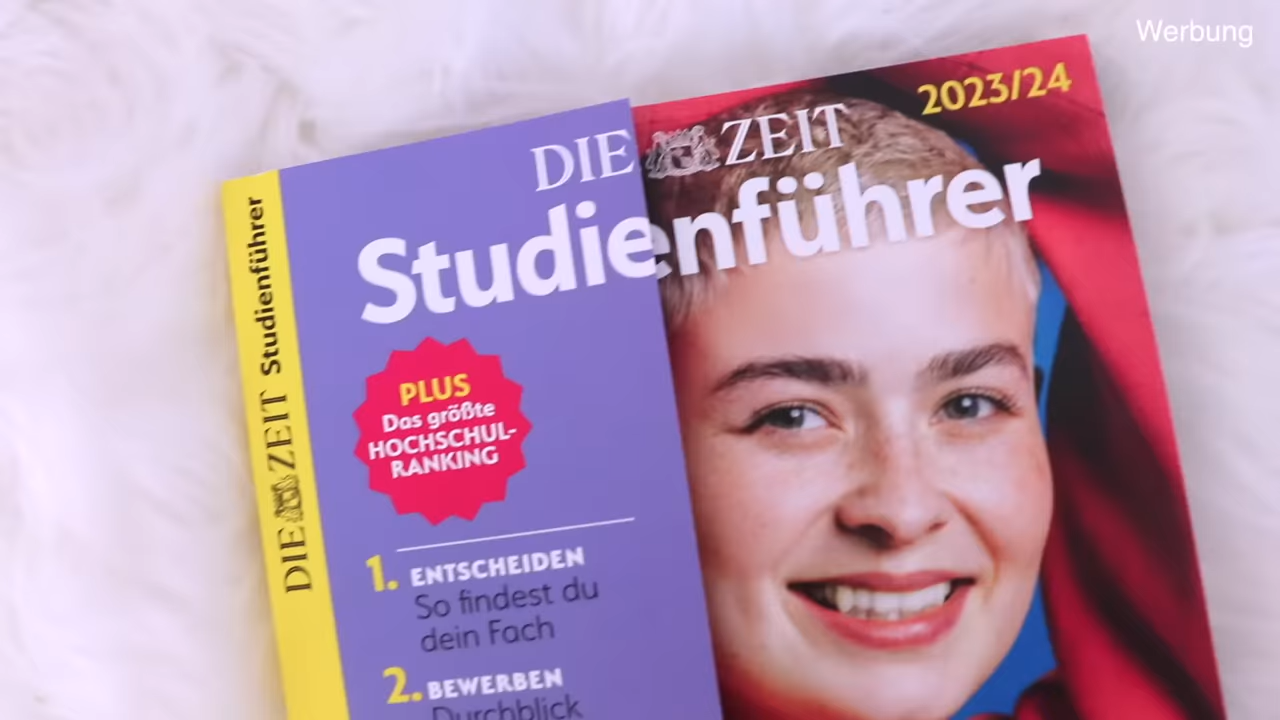 Werbung
2023/24
DIE ZEIT
Studienführer
DIE ZEIT Studienführer
PLUS
Das größte
HOCHSCHUL-
RANKING
1. ENTSCHEIDEN
So findest du
dein Fach
2. BEWERBEN
Durchblick